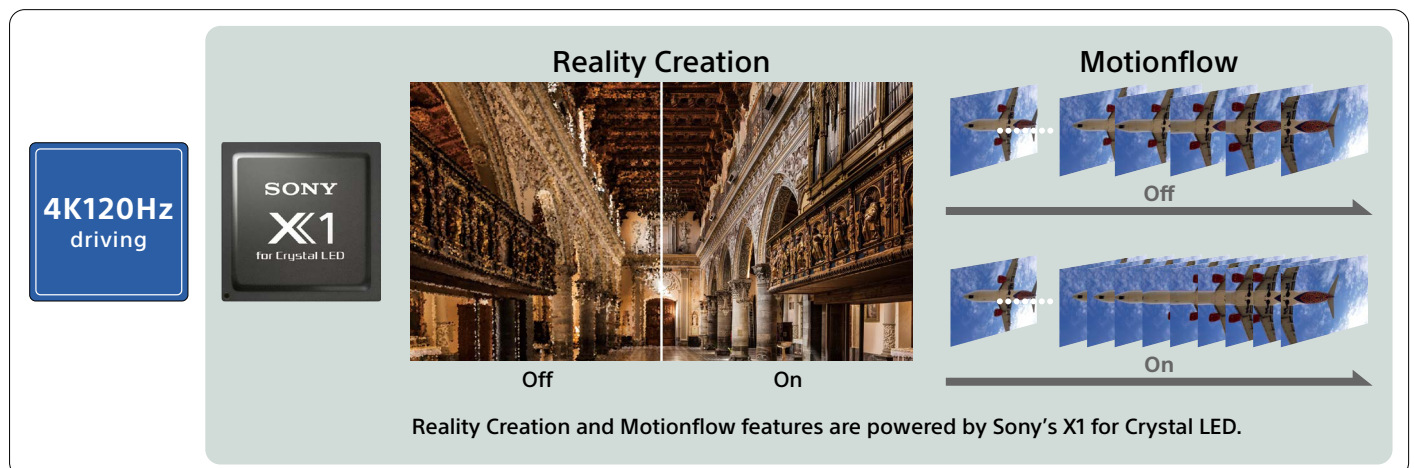 4K120Hz
driving
SONY
X1
for Crystal LED
Reality Creation
Off
On
Motionflow
Off
On
Reality Creation and Motionflow features are powered by Sony's X1 for Crystal LED.